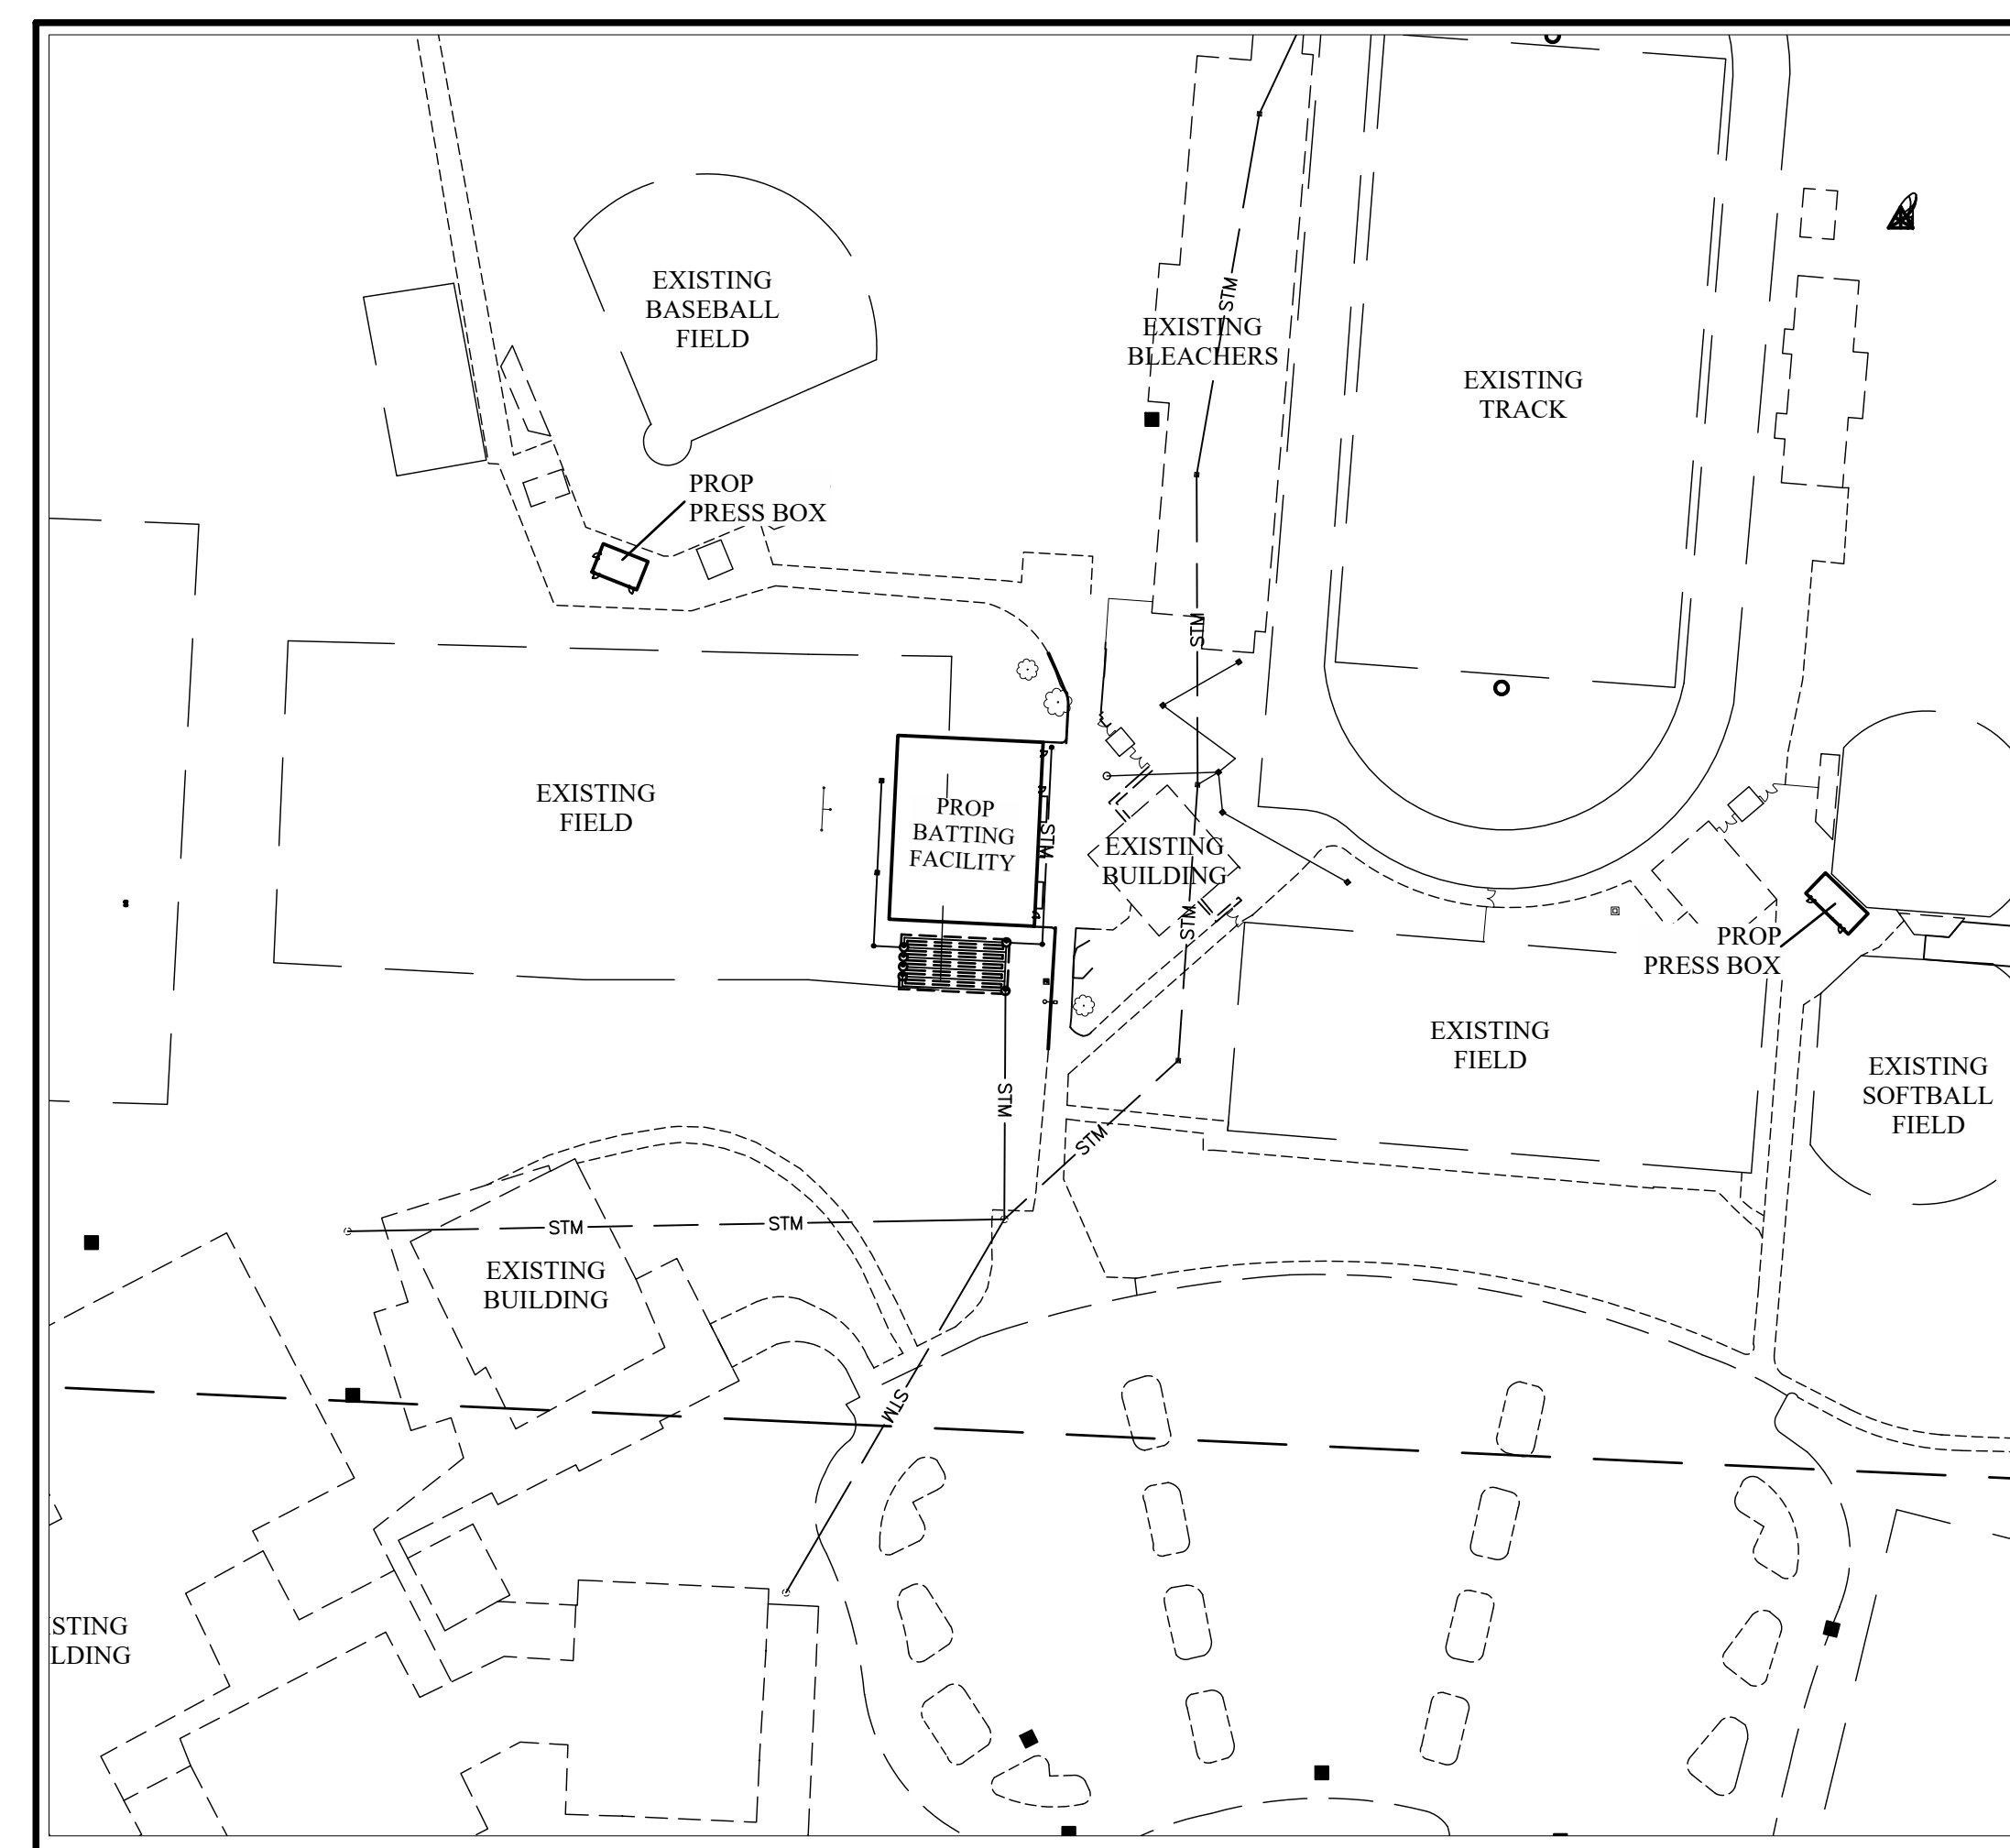 EXISTING
BASEBALL
FIELD
STM
EXISTING
BLEACHERS
EXISTING
TRACK
PROP
PRESS BOX
STM
EXISTING
FIELD
PROP
BATTING
FACILITY
STM
EXISTING
BUILDING
STM
PROP
PRESS BOX
EXISTING
FIELD
EXISTING
SOFTBALL
FIELD
STM
STM
STM
STM
EXISTING
BUILDING
STM
STING
LDING